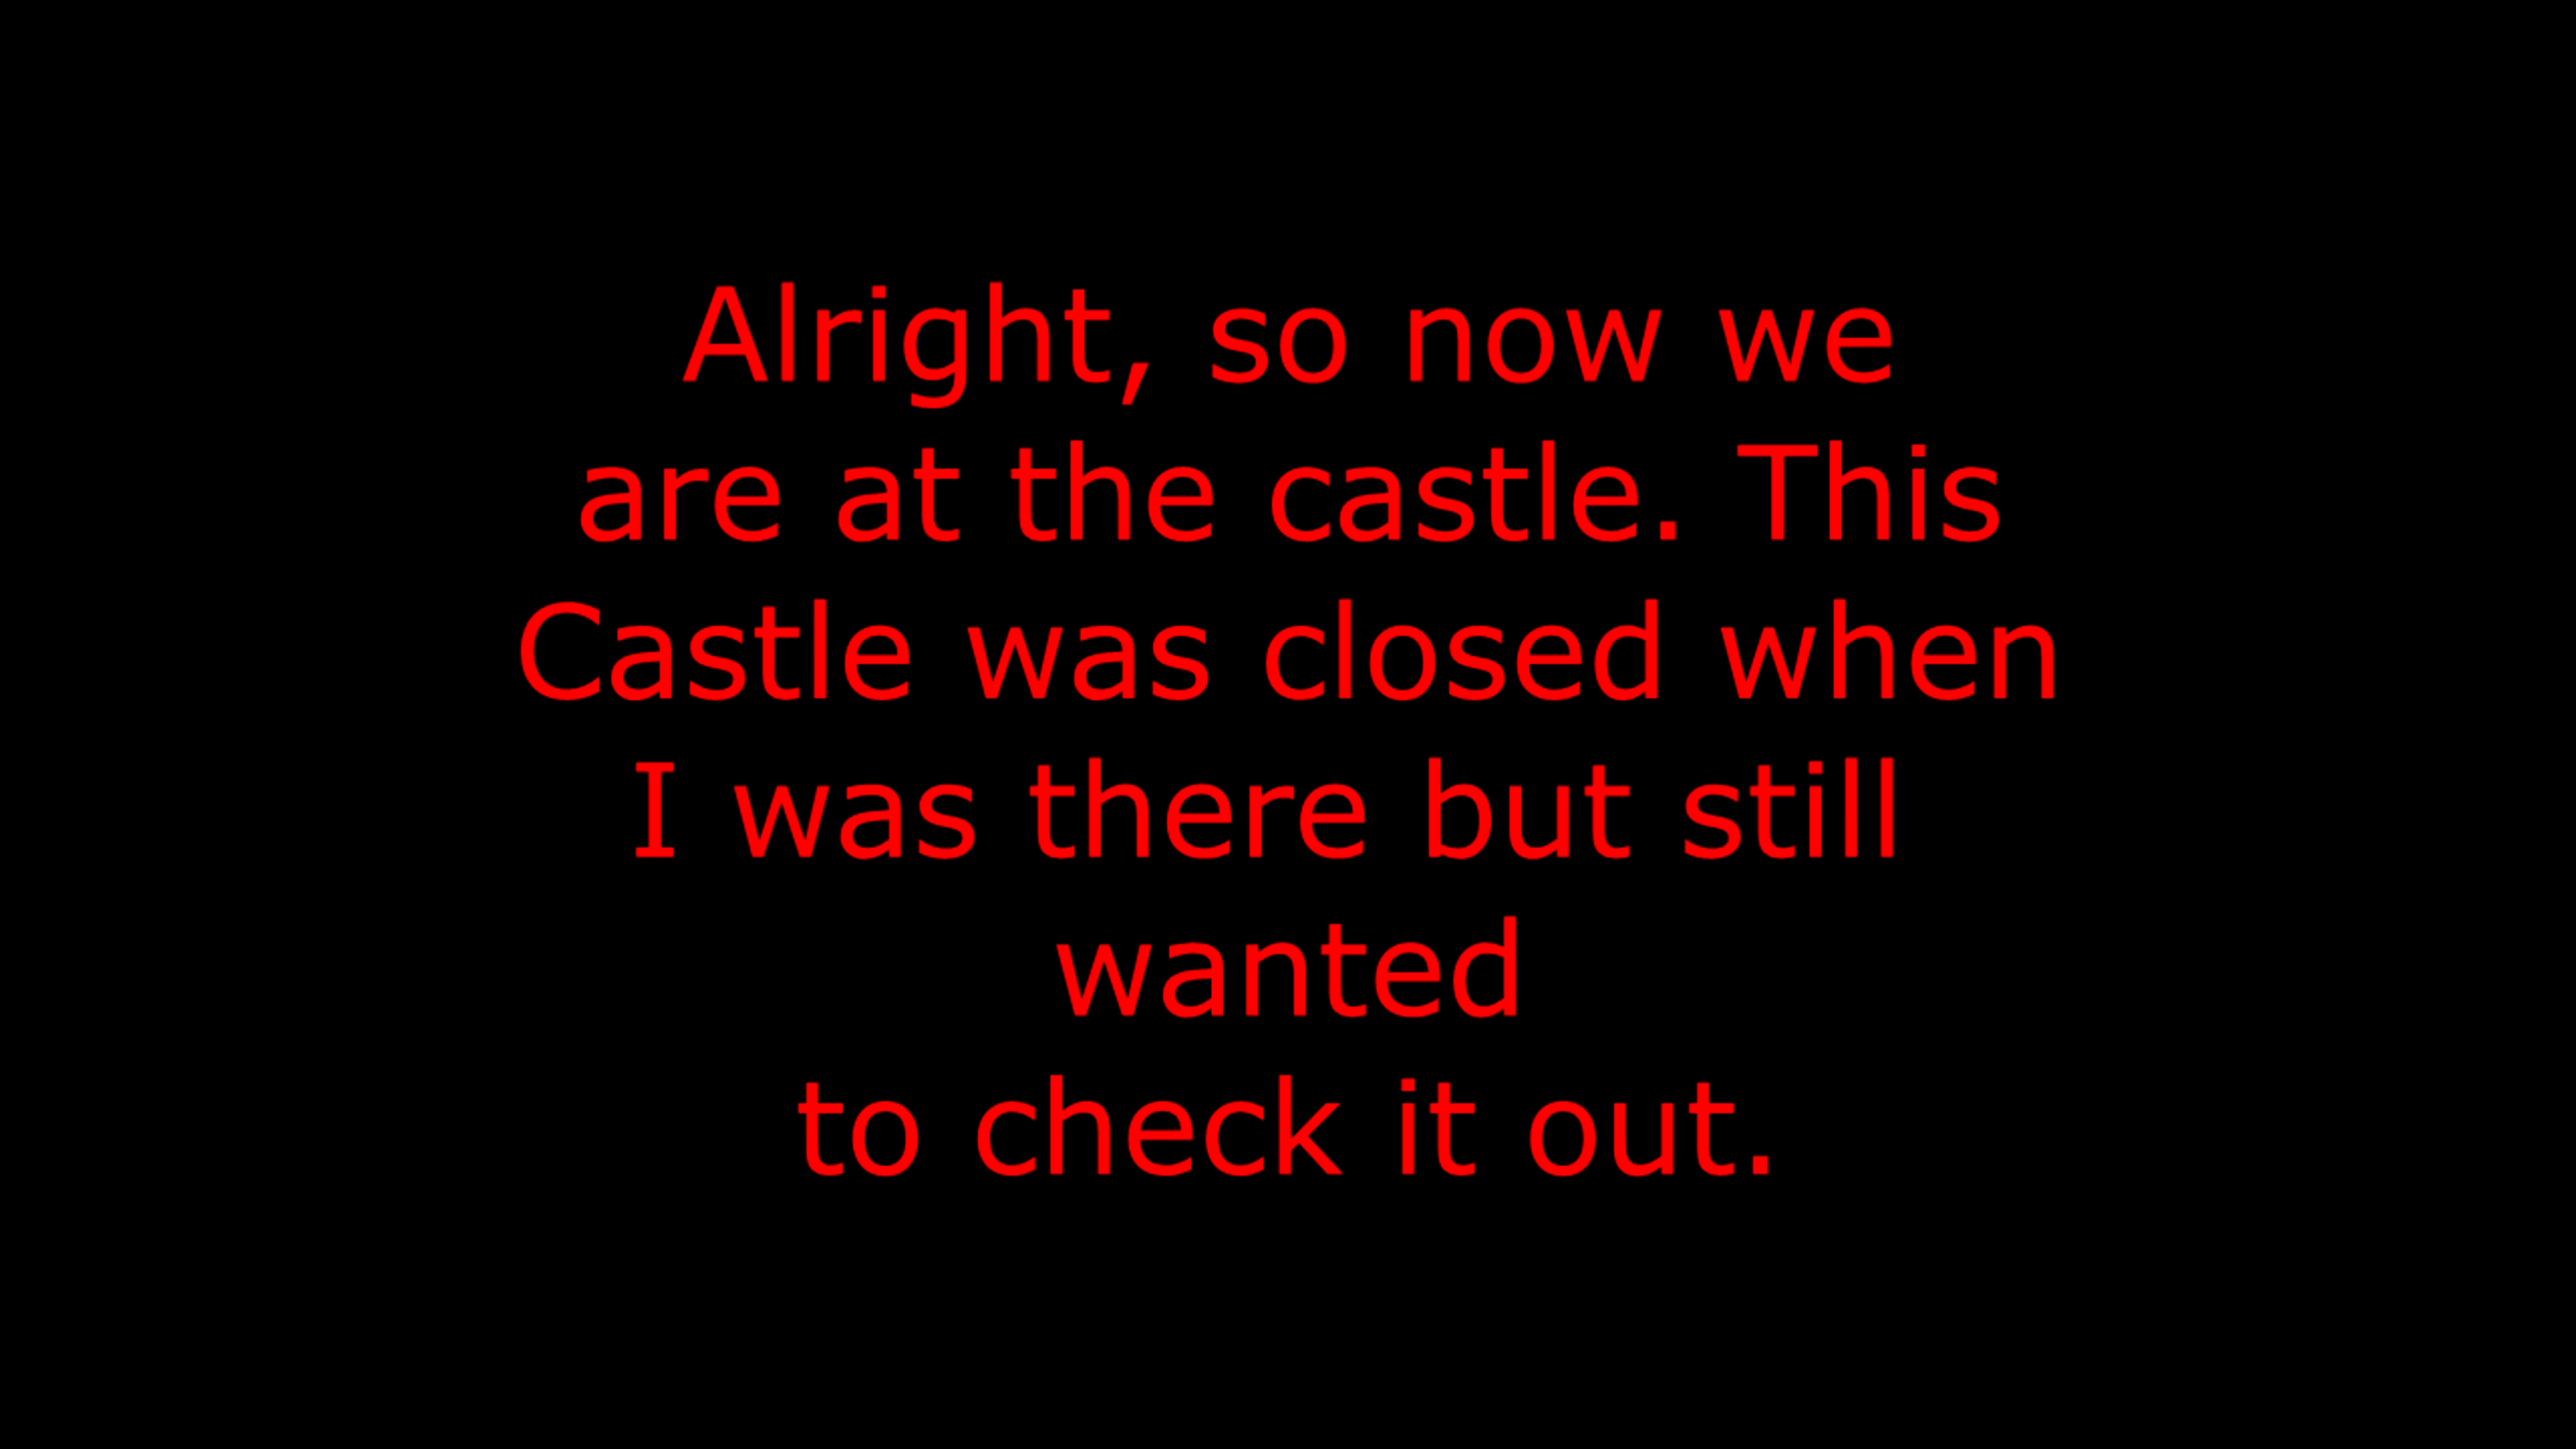 Alright, so now we
are at the castle. This
Castle was closed when
I was there but still
wanted
to check it out.